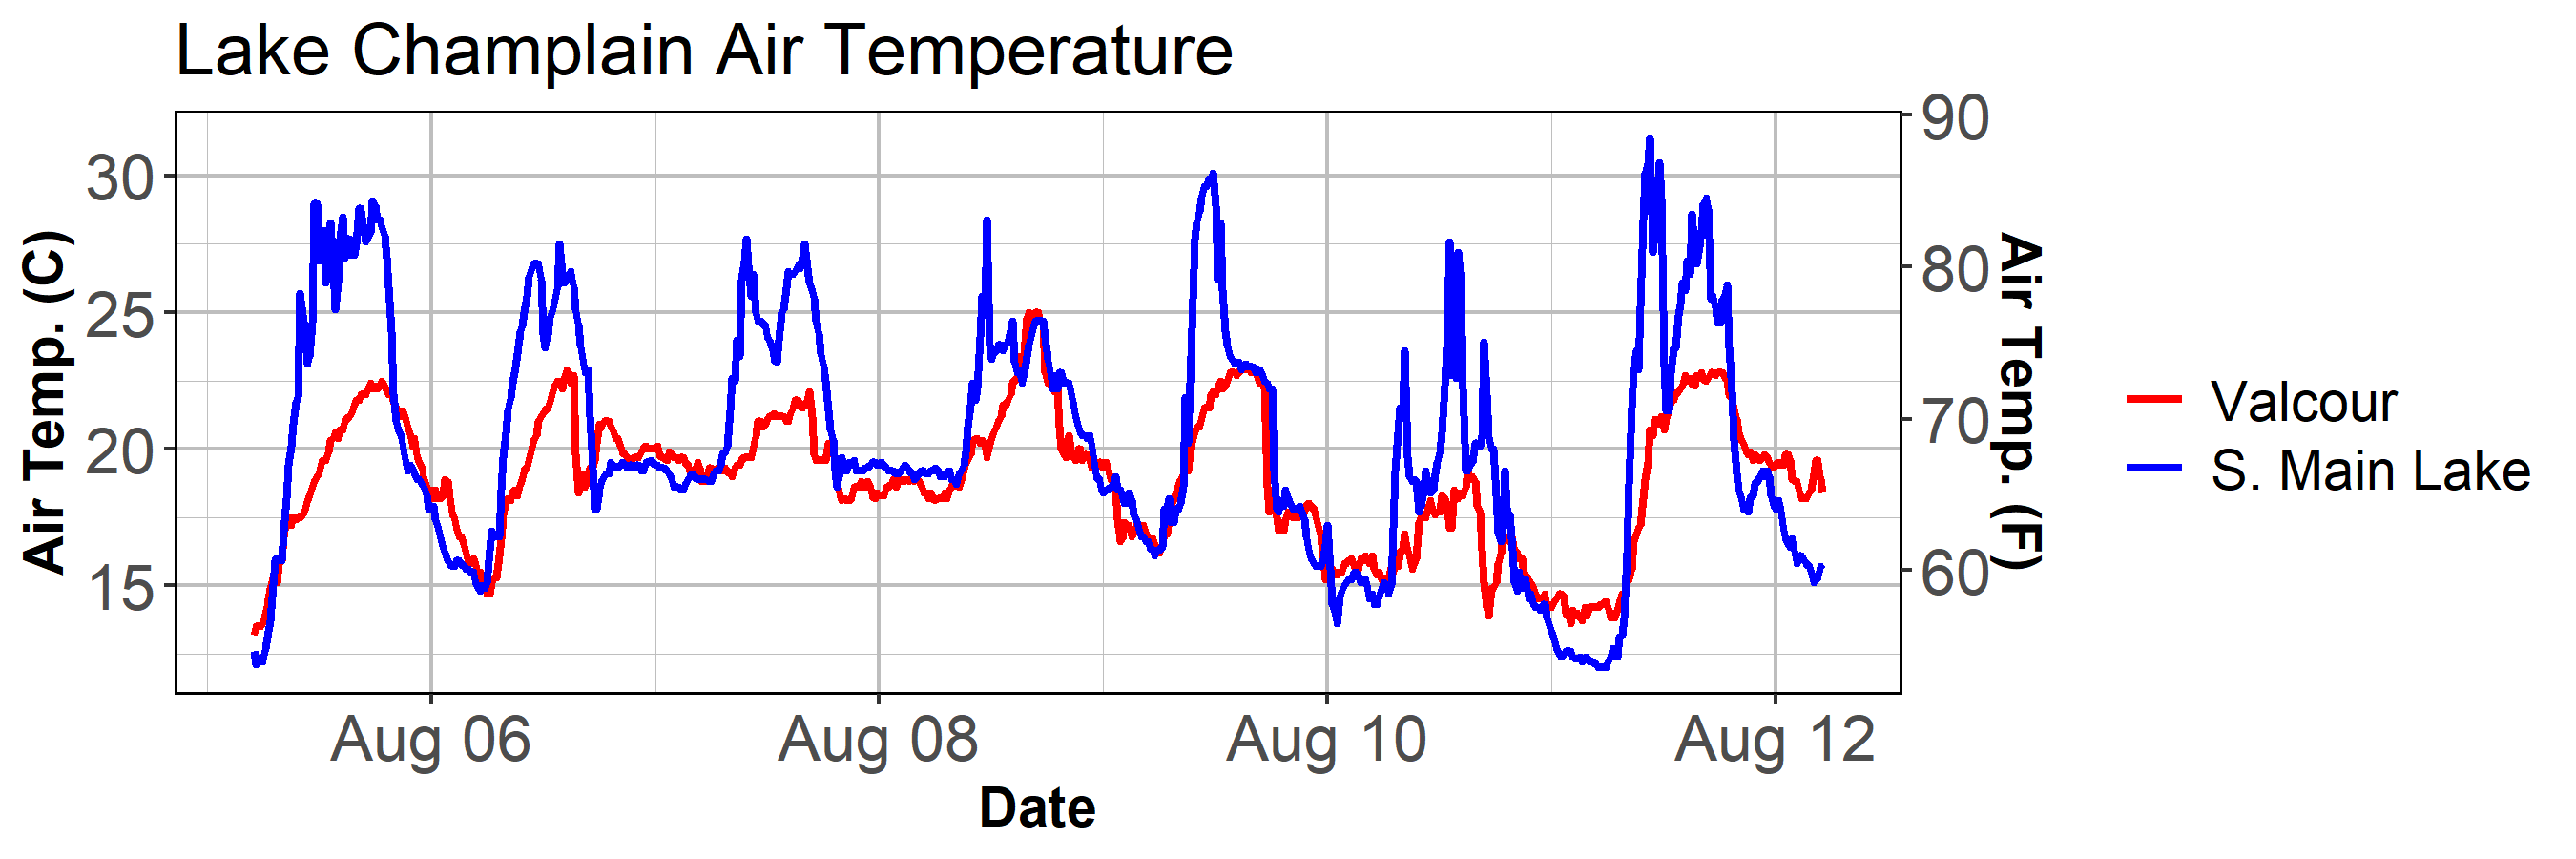 Lake Champlain Air Temperature
Air Temp. (C)
30
25
20
15
90
80
70
60
Air Temp. (F)
Aug 06
Aug 08
Aug 10
Aug 12
Date
Valcour
S. Main Lake